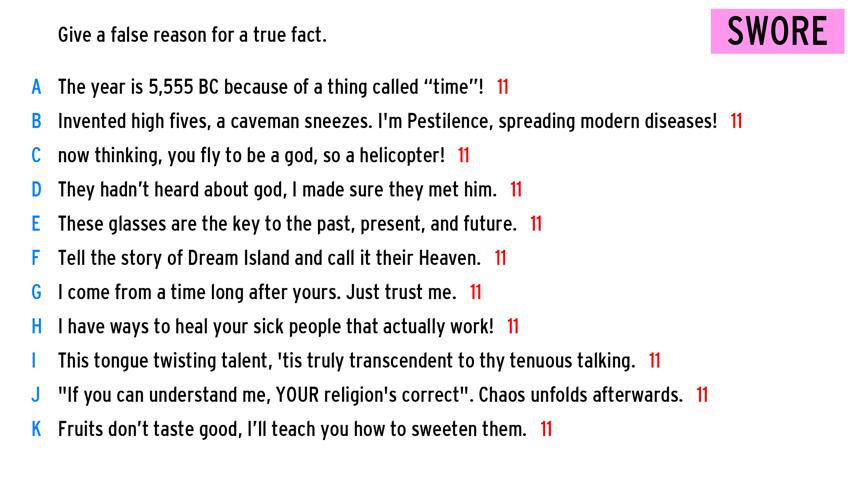 Give a false reason for a true fact.
SWORE
A The year is 5,555 BC because of a thing called “time”! 11
B Invented high fives, a caveman sneezes. I'm Pestilence, spreading modern diseases! 11
C now thinking, you fly to be a god, so a helicopter! 11
D They hadn’t heard about god, I made sure they met him. 11
E These glasses are the key to the past, present, and future. 11
F Tell the story of Dream Island and call it their Heaven. 11
G I come from a time long after yours. Just trust me. 11
H I have ways to heal your sick people that actually work! 11
I This tongue twisting talent, 'tis truly transcendent to thy tenuous talking. 11
J "If you can understand me, YOUR religion's correct". Chaos unfolds afterwards. 11
K Fruits don’t taste good, I’ll teach you how to sweeten them. 11